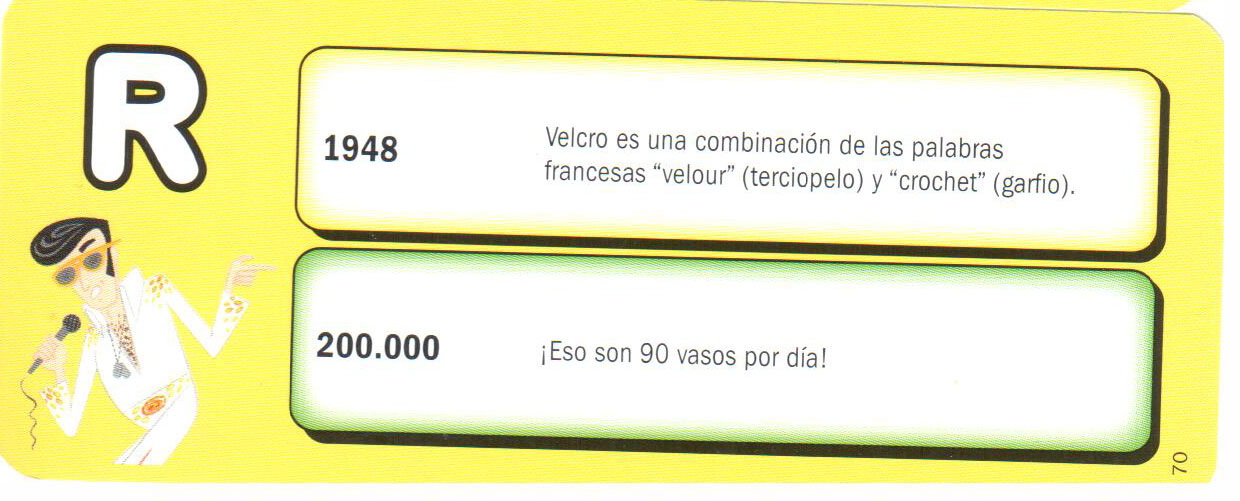 R
1948
Velcro es una combinación de las palabras
francesas “velour” (terciopelo) y “crochet” (garfio).
200.000
¡Eso son 90 vasos por día!
70